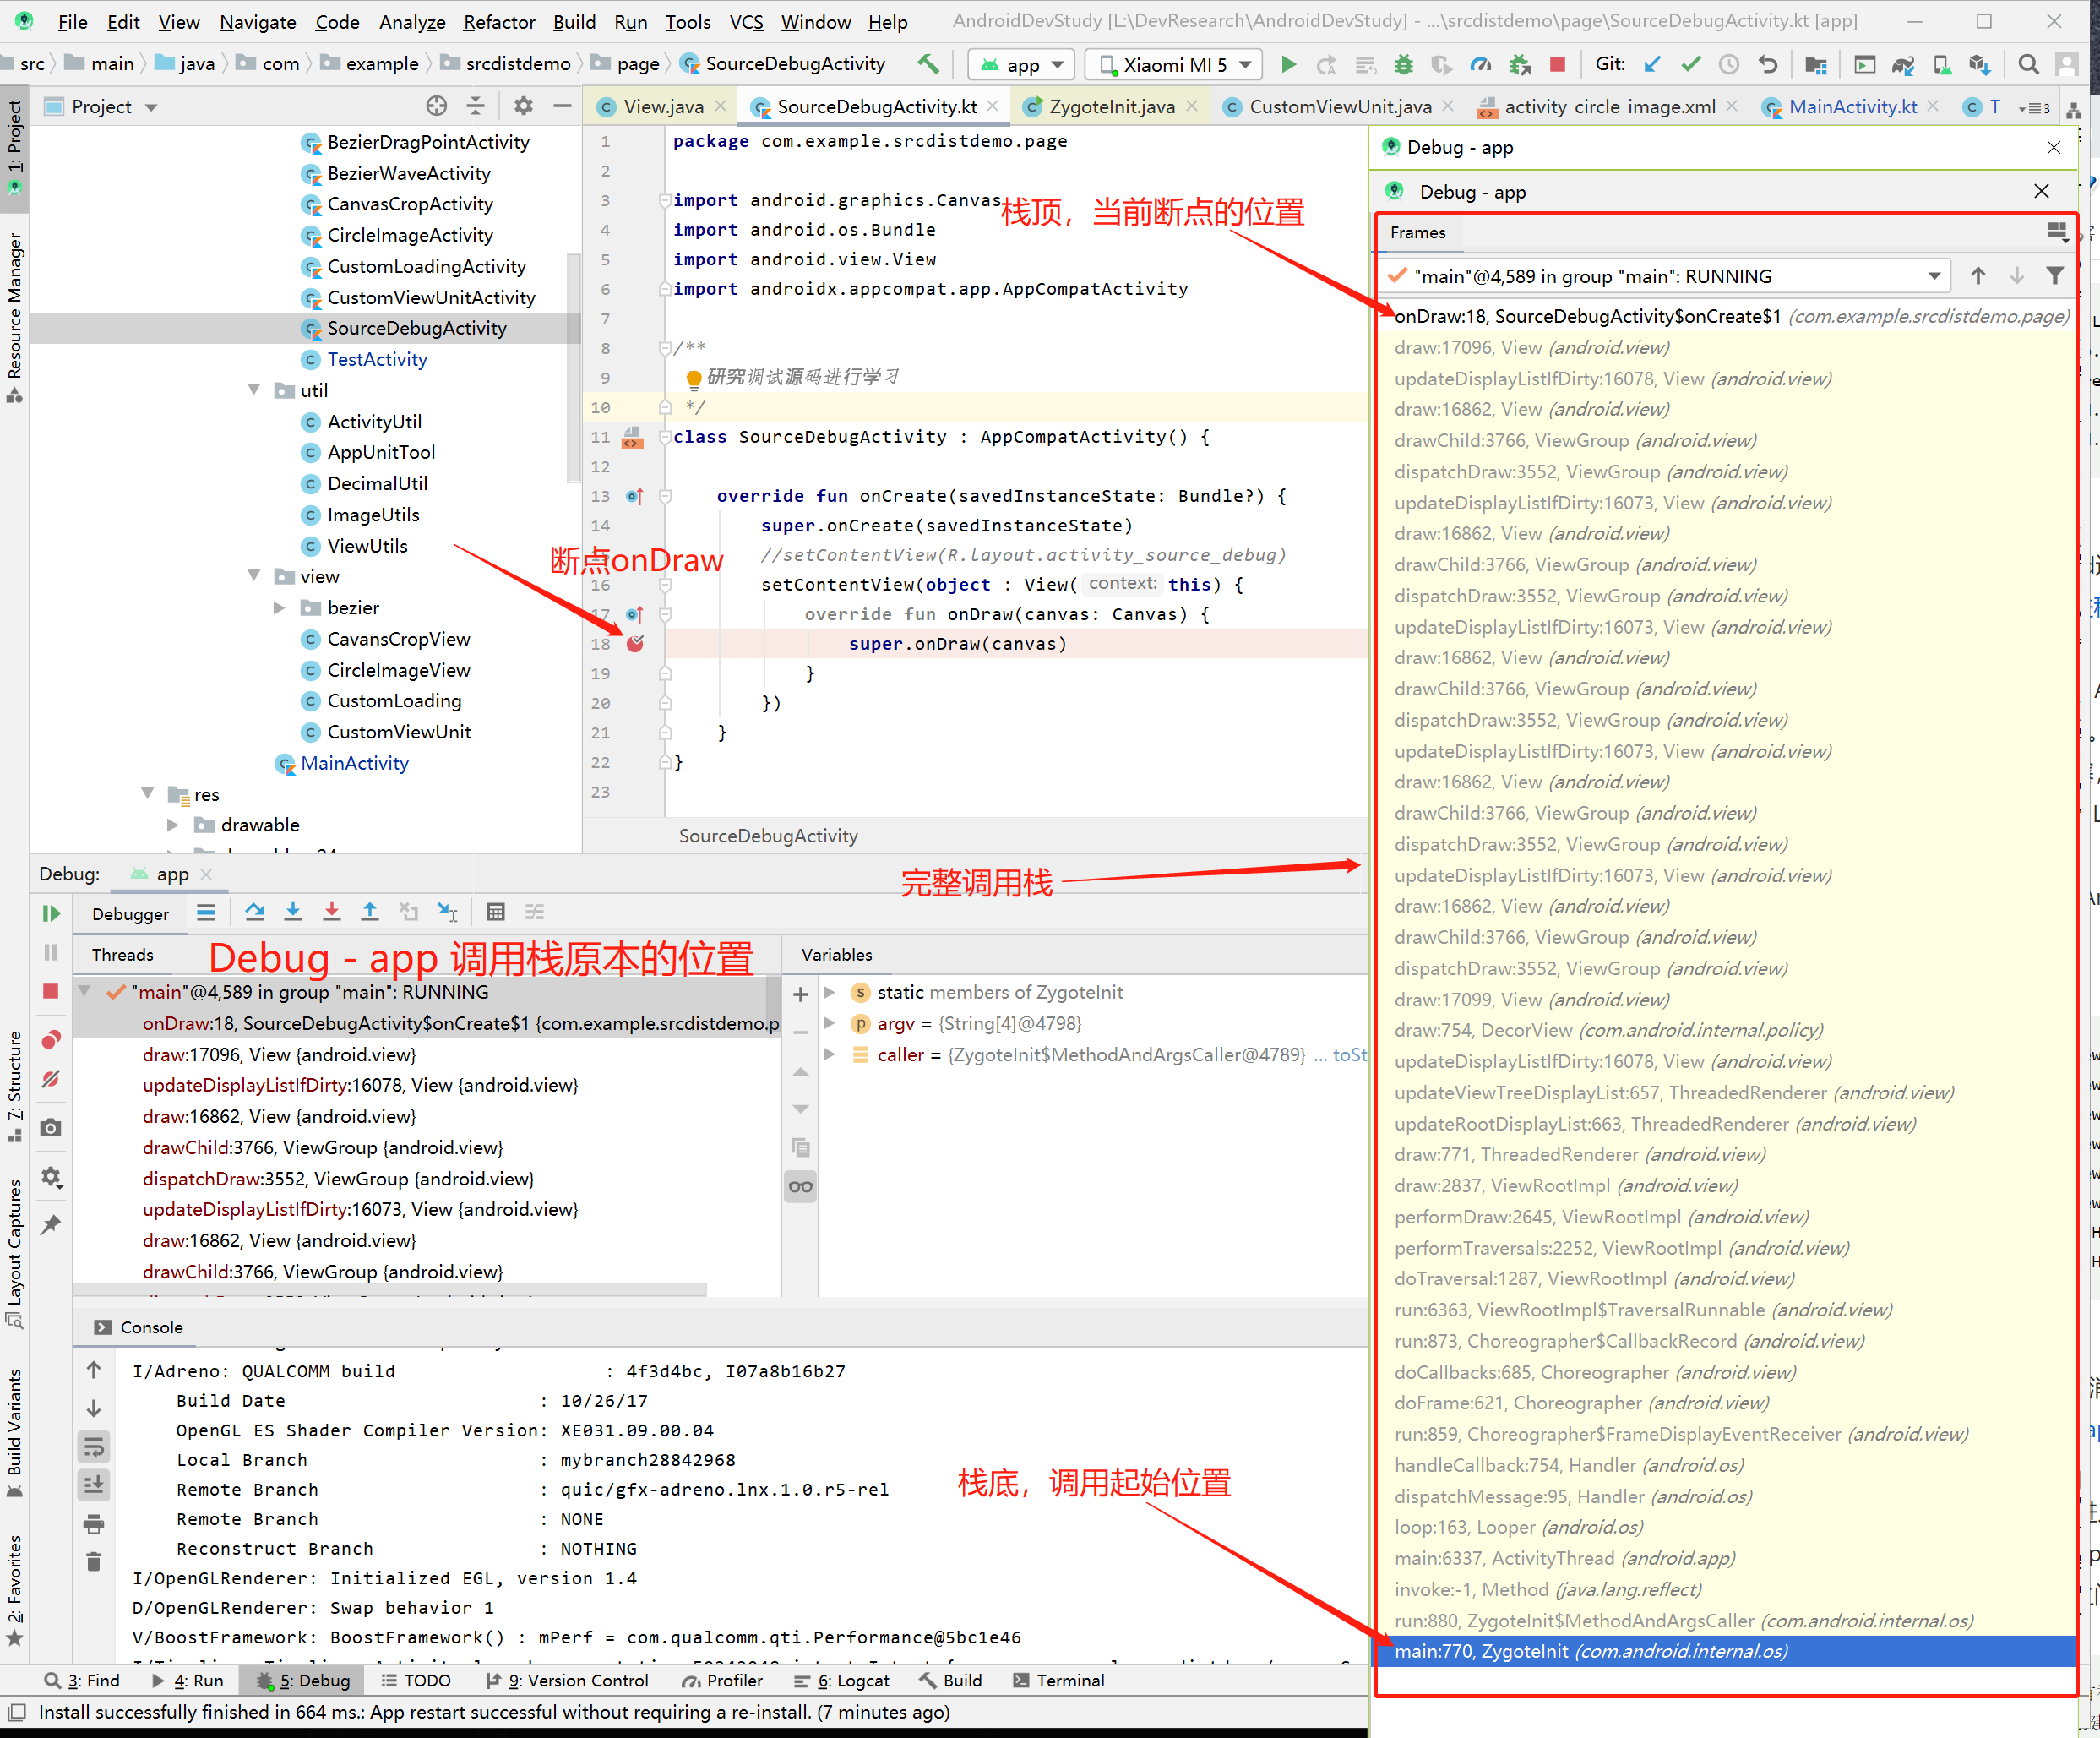 File Edit View Navigate Code Analyze Refactor Build Run Tools VCS Window Help AndroidDevStudy [L:\DevResearch\AndroidDevStudy] - ...\srcdistdemo\page\SourceDebugActivity.kt [app]
src main java com example srcdistdemo page SourceDebugActivity app Xiaomi MI 5 Git:
Project
View.java SourceDebugActivity.kt ZygoteInit.java CustomViewUnit.java activity_circle_image.xml MainActivity.kt T
1: Project
Resource Manager
7: Structure
Layout Captures
Build Variants
2: Favorites
BezierDragPointActivity
BezierWaveActivity
CanvasCropActivity
CircleImageActivity
CustomLoadingActivity
CustomViewUnitActivity
SourceDebugActivity
TestActivity
util
ActivityUtil
AppUnitTool
DecimalUtil
ImageUtils
ViewUtils
view
bezier
CavansCropView
CircleImageView
CustomLoading
CustomViewUnit
MainActivity
res
drawable
1 package com.example.srcdistdemo.page
2
3 import android.graphics.Canvas
4 import android.os.Bundle
5 import android.view.View
6 import androidx.appcompat.app.AppCompatActivity
7
8 /**
9 研究调试源码进行学习
10 */
11 class SourceDebugActivity : AppCompatActivity() {
12
13 override fun onCreate(savedInstanceState: Bundle?) {
14 super.onCreate(savedInstanceState)
//setContentView(R.layout.activity_source_debug)
16 setContentView(object : View( context: this) {
17 override fun onDraw(canvas: Canvas) {
18 super.onDraw(canvas)
19 }
20 })
21 }
22 }
23
SourceDebugActivity
栈顶，当前断点的位置
断点onDraw
完整调用栈
Debug - app 调用栈原本的位置
栈底，调用起始位置
Debug - app
Debug - app
Frames
"main"@4,589 in group "main": RUNNING
onDraw:18, SourceDebugActivity$onCreate$1 (com.example.srcdistdemo.page)
draw:17096, View (android.view)
updateDisplayListIfDirty:16078, View (android.view)
draw:16862, View (android.view)
drawChild:3766, ViewGroup (android.view)
dispatchDraw:3552, ViewGroup (android.view)
updateDisplayListIfDirty:16073, View (android.view)
draw:16862, View (android.view)
drawChild:3766, ViewGroup (android.view)
dispatchDraw:3552, ViewGroup (android.view)
updateDisplayListIfDirty:16073, View (android.view)
draw:16862, View (android.view)
drawChild:3766, ViewGroup (android.view)
dispatchDraw:3552, ViewGroup (android.view)
updateDisplayListIfDirty:16073, View (android.view)
draw:16862, View (android.view)
drawChild:3766, ViewGroup (android.view)
dispatchDraw:3552, ViewGroup (android.view)
updateDisplayListIfDirty:16073, View (android.view)
draw:16862, View (android.view)
drawChild:3766, ViewGroup (android.view)
dispatchDraw:3552, ViewGroup (android.view)
draw:17099, View (android.view)
draw:754, DecorView (com.android.internal.policy)
updateDisplayListIfDirty:16078, View (android.view)
updateViewTreeDisplayList:657, ThreadedRenderer (android.view)
updateRootDisplayList:663, ThreadedRenderer (android.view)
draw:771, ThreadedRenderer (android.view)
draw:2837, ViewRootImpl (android.view)
performDraw:2645, ViewRootImpl (android.view)
performTraversals:2252, ViewRootImpl (android.view)
doTraversal:1287, ViewRootImpl (android.view)
run:6363, ViewRootImpl$TraversalRunnable (android.view)
run:873, Choreographer$CallbackRecord (android.view)
doCallbacks:685, Choreographer (android.view)
doFrame:621, Choreographer (android.view)
run:859, Choreographer$FrameDisplayEventReceiver (android.view)
handleCallback:754, Handler (android.os)
dispatchMessage:95, Handler (android.os)
loop:163, Looper (android.os)
main:6337, ActivityThread (android.app)
invoke:-1, Method (java.lang.reflect)
run:880, ZygoteInit$MethodAndArgsCaller (com.android.internal.os)
main:770, ZygoteInit (com.android.internal.os)
Debug: app
Debugger
Threads
"main"@4,589 in group "main": RUNNING
onDraw:18, SourceDebugActivity$onCreate$1 {com.example.srcdistdemo.p
draw:17096, View {android.view}
updateDisplayListIfDirty:16078, View {android.view}
draw:16862, View {android.view}
drawChild:3766, ViewGroup {android.view}
dispatchDraw:3552, ViewGroup {android.view}
updateDisplayListIfDirty:16073, View {android.view}
draw:16862, View {android.view}
drawChild:3766, ViewGroup {android.view}
Variables
static members of ZygoteInit
argv = {String[4]@4798}
caller = {ZygoteInit$MethodAndArgsCaller@4789} ... toSt
Console
I/Adreno: QUALCOMM build : 4f3d4bc, I07a8b16b27
Build Date : 10/26/17
OpenGL ES Shader Compiler Version: XE031.09.00.04
Local Branch : mybranch28842968
Remote Branch : quic/gfx-adreno.lnx.1.0.r5-rel
Remote Branch : NONE
Reconstruct Branch : NOTHING
I/OpenGLRenderer: Initialized EGL, version 1.4
D/OpenGLRenderer: Swap behavior 1
V/BoostFramework: BoostFramework() : mPerf = com.qualcomm.qti.Performance@5bc1e46
3: Find 4: Run 5: Debug TODO 9: Version Control Profiler 6: Logcat Build Terminal
Install successfully finished in 664 ms.: App restart successful without requiring a re-install. (7 minutes ago)